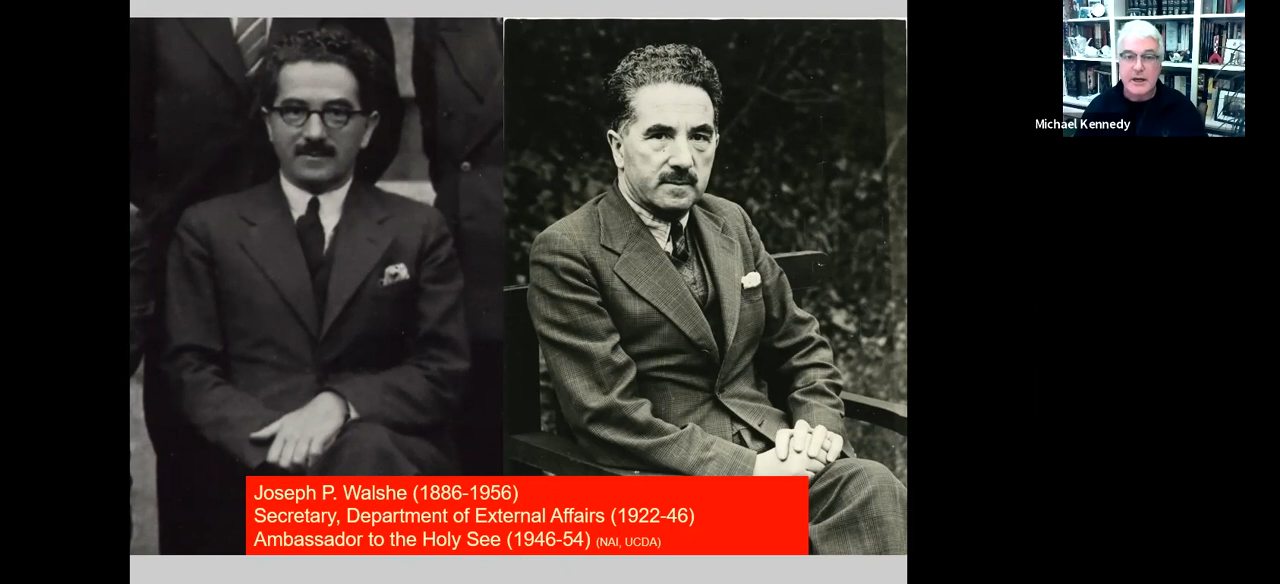 Michael Kennedy
Joseph P. Walshe (1886-1956)
Secretary, Department of External Affairs (1922-46)
Ambassador to the Holy See (1946-54) (NAI, UCDA)